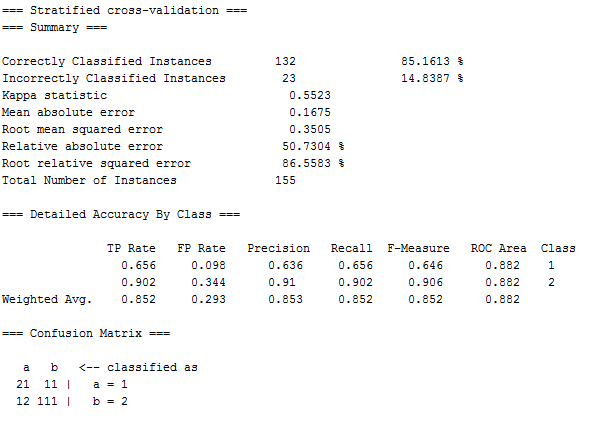 === Stratified cross-validation ===
=== Summary ===
Correctly Classified Instances 132 85.1613 %
Incorrectly Classified Instances 23 14.8387 %
Kappa statistic 0.5523
Mean absolute error 0.1675
Root mean squared error 0.3505
Relative absolute error 50.7304 %
Root relative squared error 86.5583 %
Total Number of Instances 155
=== Detailed Accuracy By Class ===
TP Rate FP Rate Precision Recall F-Measure ROC Area Class
0.656 0.098 0.636 0.656 0.646 0.882 1
0.902 0.344 0.91 0.902 0.906 0.882 2
Weighted Avg. 0.852 0.293 0.853 0.852 0.852 0.882
=== Confusion Matrix ===
a b <-- classified as
21 11 | a = 1
12 111 | b = 2